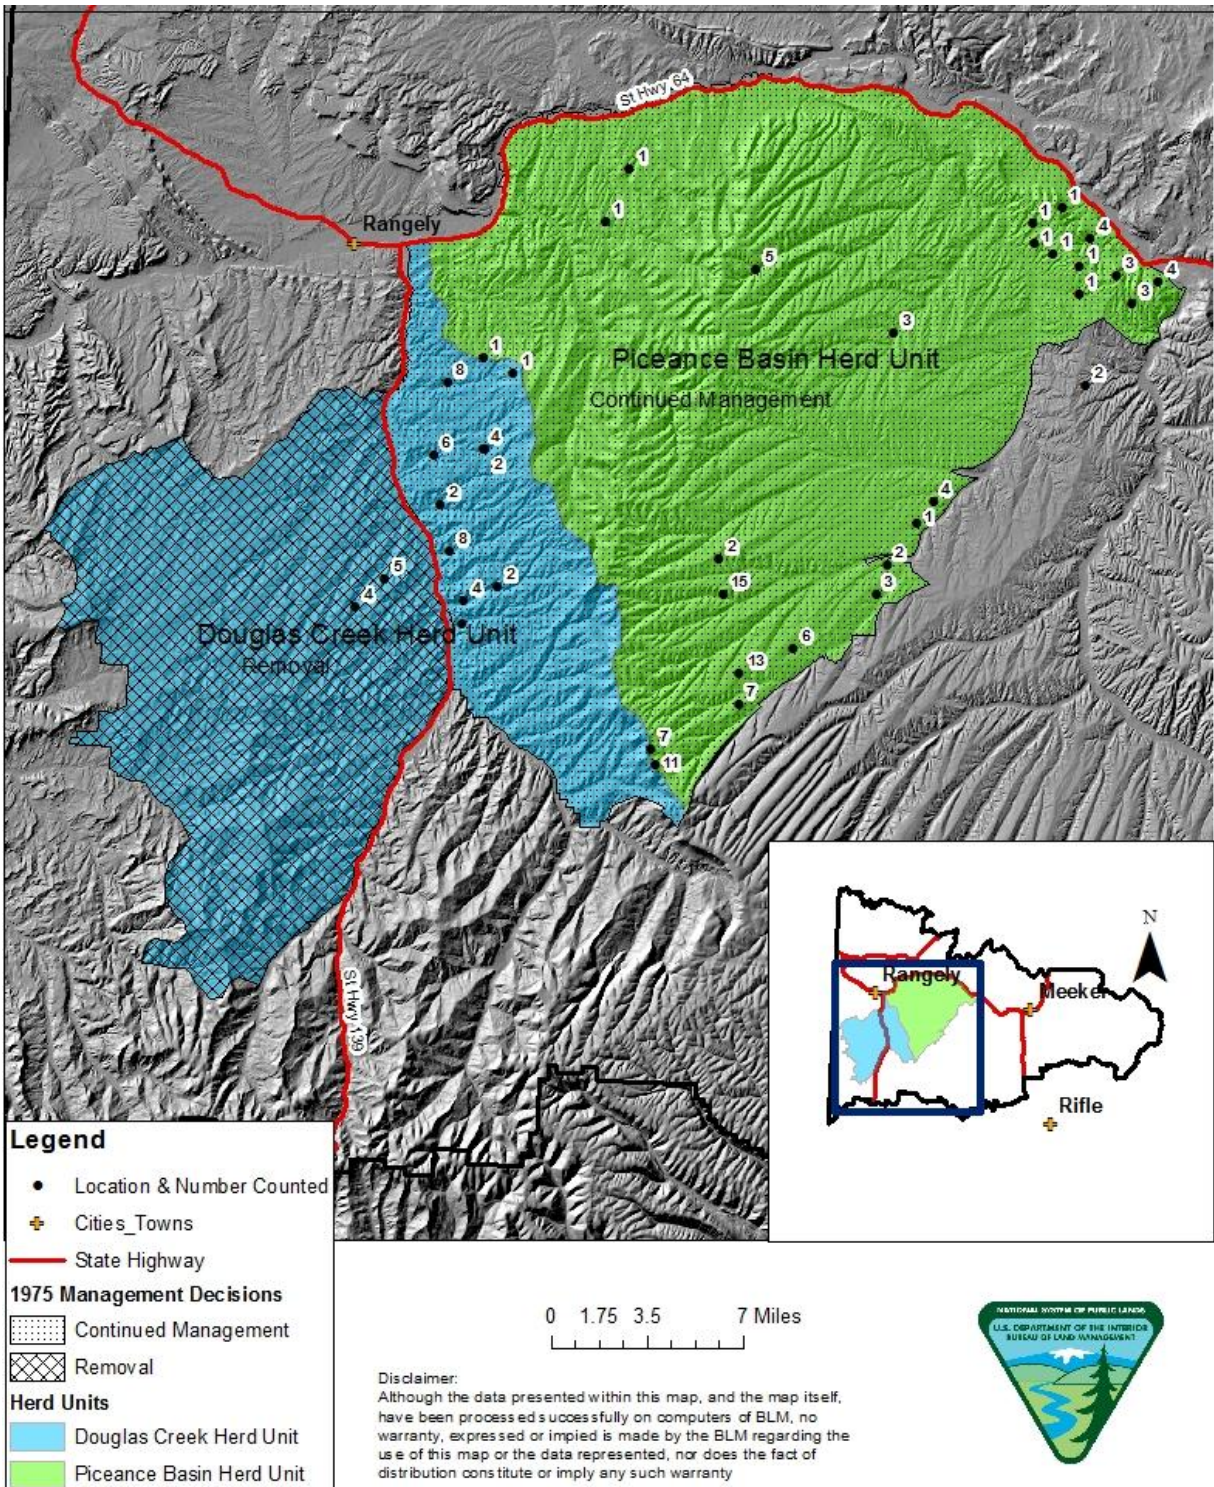 St Hwy 64
1
1
Rangely
1
1
4
1
1
1
3
4
1
3
5
3
Piceance Basin Herd Unit
Continued Management
1
1
8
2
4
6
2
2
4
1
8
2
2
5
2
3
4
4
15
Douglas Creek Herd Unit
Removal
6
13
7
7
11
St Hwy 139
N
Rangely
Meeker
Rifle
Legend
Location & Number Counted
Cities_Towns
State Highway
1975 Management Decisions
Continued Management
Removal
Herd Units
Douglas Creek Herd Unit
Piceance Basin Herd Unit
0 1.75 3.5 7 Miles
Disclaimer:
Although the data presented within this map, and the map itself,
have been processed successfully on computers of BLM, no
warranty, expressed or impied is made by the BLM regarding the
use of this map or the data represented, nor does the fact of
distribution constitute or imply any such warranty
NATIONAL SYSTEM OF PUBLIC LANDS
U.S. DEPARTMENT OF THE INTERIOR
BUREAU OF LAND MANAGEMENT